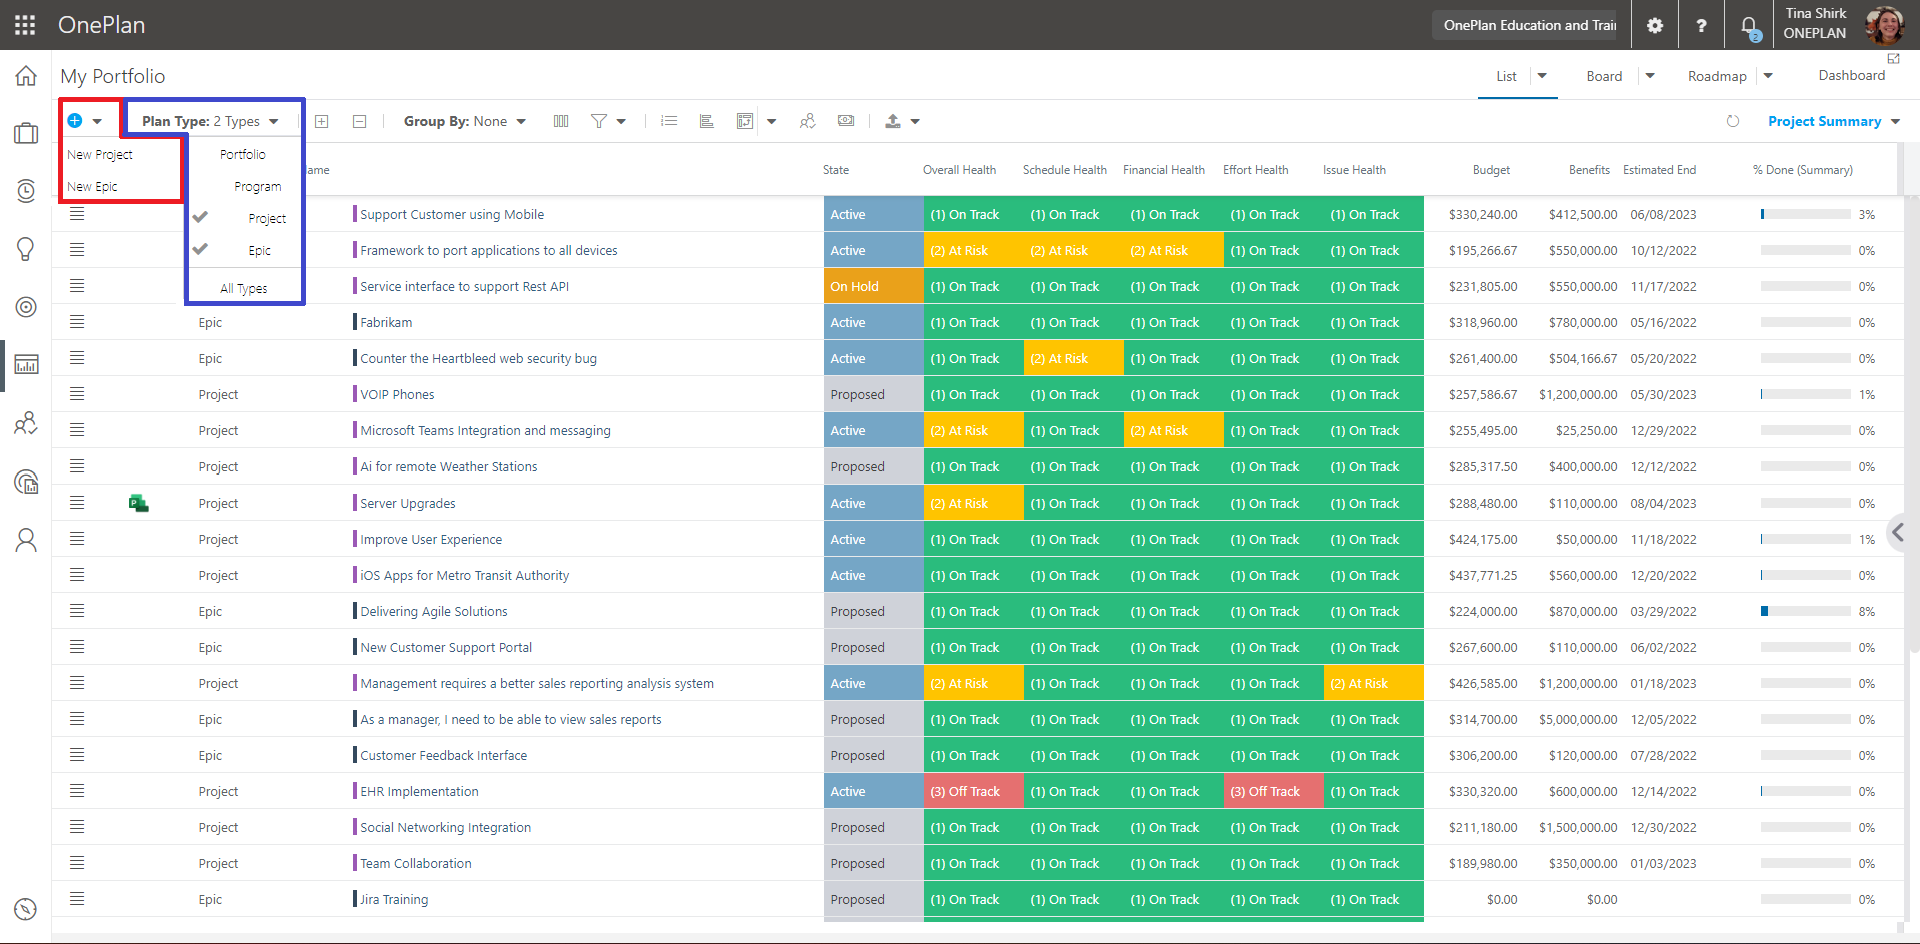 OnePlan
OnePlan Education and Trai
?
2
Tina Shirk
ONEPLAN
My Portfolio
List
Board
Roadmap
Dashboard
Plan Type: 2 Types
Group By: None
Project Summary
New Project
New Epic
Portfolio
Program
Project
Epic
All Types
ame State Overall Health Schedule Health Financial Health Effort Health Issue Health Budget Benefits Estimated End % Done (Summary)
Support Customer using Mobile Active (1) On Track (1) On Track (1) On Track (1) On Track (1) On Track $330,240.00 $412,500.00 06/08/2023 3%
Framework to port applications to all devices Active (2) At Risk (2) At Risk (2) At Risk (1) On Track (1) On Track $195,266.67 $550,000.00 10/12/2022 0%
Service interface to support Rest API On Hold (1) On Track (1) On Track (1) On Track (1) On Track (1) On Track $231,805.00 $550,000.00 11/17/2022 0%
Epic Fabrikam Active (1) On Track (1) On Track (1) On Track (1) On Track (1) On Track $318,960.00 $780,000.00 05/16/2022 0%
Epic Counter the Heartbleed web security bug Active (1) On Track (2) At Risk (1) On Track (1) On Track (1) On Track $261,400.00 $504,166.67 05/20/2022 0%
Project VOIP Phones Proposed (1) On Track (1) On Track (1) On Track (1) On Track (1) On Track $257,586.67 $1,200,000.00 05/30/2023 1%
Project Microsoft Teams Integration and messaging Active (2) At Risk (1) On Track (2) At Risk (1) On Track (1) On Track $255,495.00 $25,250.00 12/29/2022 0%
Project Ai for remote Weather Stations Proposed (1) On Track (1) On Track (1) On Track (1) On Track (1) On Track $285,317.50 $400,000.00 12/12/2022 0%
P Project Server Upgrades Active (2) At Risk (1) On Track (1) On Track (1) On Track (1) On Track $288,480.00 $110,000.00 08/04/2023 0%
Project Improve User Experience Active (1) On Track (1) On Track (1) On Track (1) On Track (1) On Track $424,175.00 $50,000.00 11/18/2022 1%
Project iOS Apps for Metro Transit Authority Active (1) On Track (1) On Track (1) On Track (1) On Track (1) On Track $437,771.25 $560,000.00 12/20/2022 0%
Epic Delivering Agile Solutions Proposed (1) On Track (1) On Track (1) On Track (1) On Track (1) On Track $224,000.00 $870,000.00 03/29/2022 8%
Epic New Customer Support Portal Proposed (1) On Track (1) On Track (1) On Track (1) On Track (1) On Track $267,600.00 $110,000.00 06/02/2022 0%
Project Management requires a better sales reporting analysis system Active (2) At Risk (1) On Track (1) On Track (1) On Track (2) At Risk $426,585.00 $1,200,000.00 01/18/2023 0%
Epic As a manager, I need to be able to view sales reports Proposed (1) On Track (1) On Track (1) On Track (1) On Track (1) On Track $314,700.00 $5,000,000.00 12/05/2022 0%
Epic Customer Feedback Interface Proposed (1) On Track (1) On Track (1) On Track (1) On Track (1) On Track $306,200.00 $120,000.00 07/28/2022 0%
Project EHR Implementation Active (3) Off Track (1) On Track (1) On Track (3) Off Track (1) On Track $330,320.00 $600,000.00 12/14/2022 0%
Project Social Networking Integration Proposed (1) On Track (1) On Track (1) On Track (1) On Track (1) On Track $211,180.00 $1,500,000.00 12/30/2022 0%
Project Team Collaboration Proposed (1) On Track (1) On Track (1) On Track (1) On Track (1) On Track $189,980.00 $350,000.00 01/03/2023 0%
Epic Jira Training Proposed (1) On Track (1) On Track (1) On Track (1) On Track (1) On Track $0.00 $0.00 0%